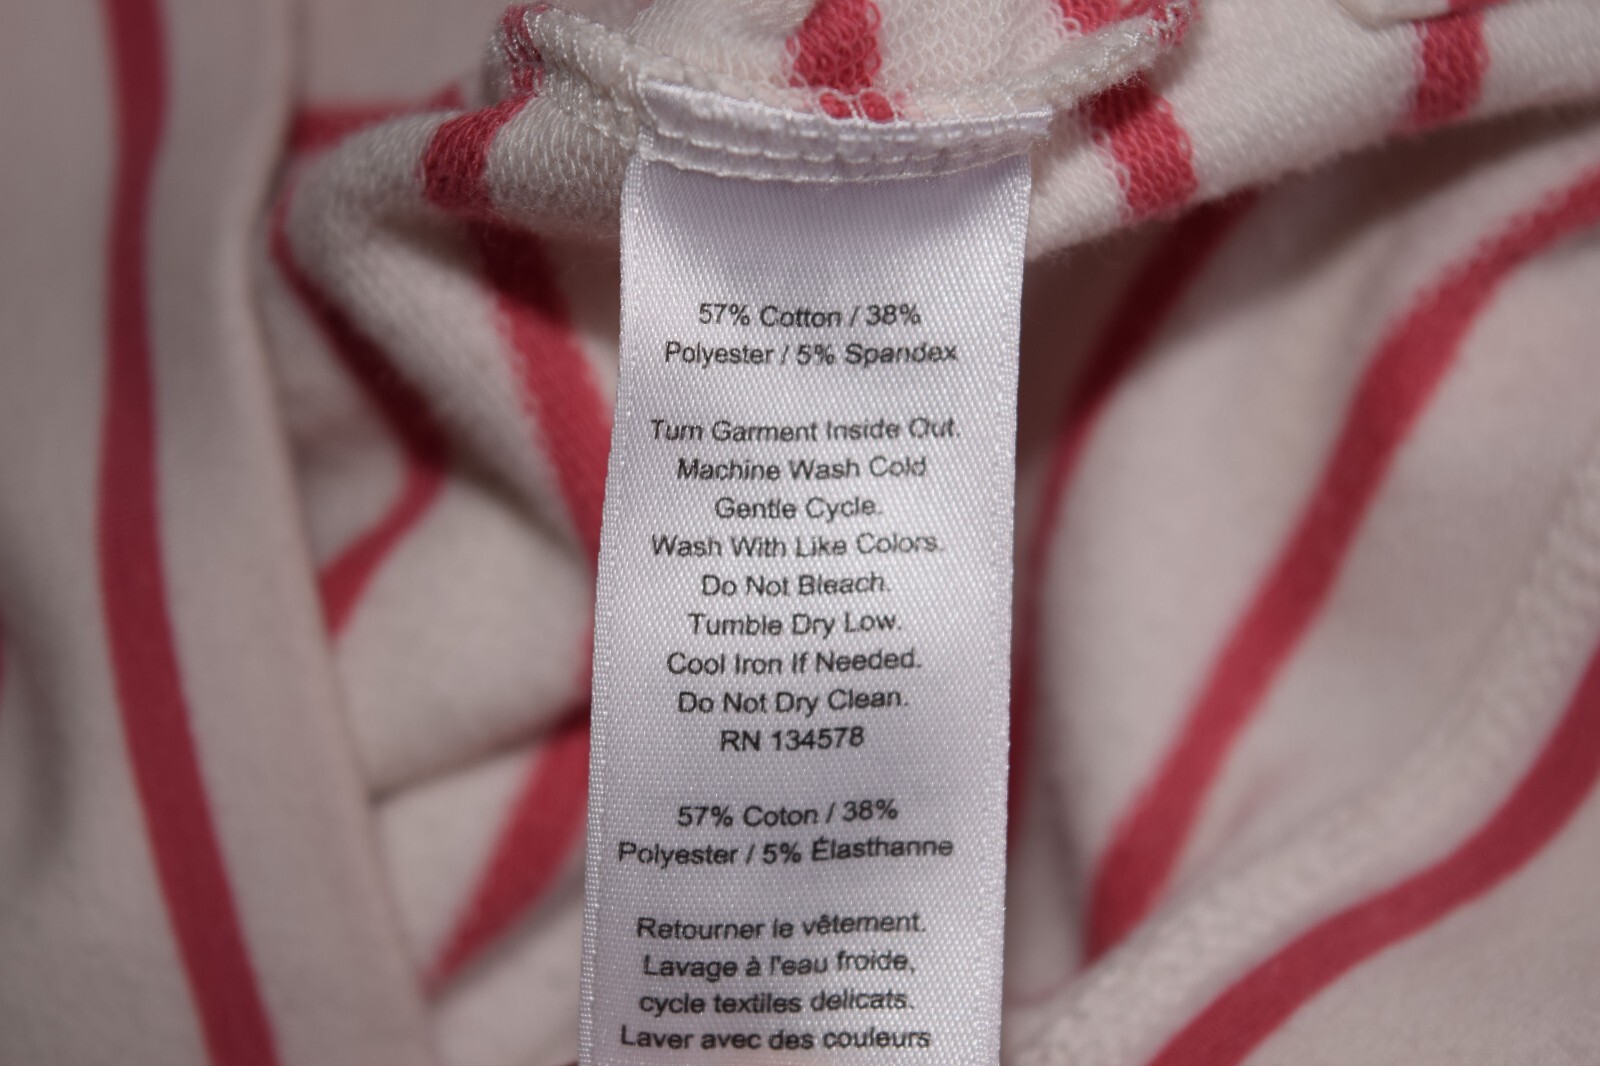 57% Cotton / 38%
Polyester / 5% Spandex
Turn Garment Inside Out.
Machine Wash Cold
Gentle Cycle.
Wash With Like Colors.
Do Not Bleach.
Tumble Dry Low.
Cool Iron If Needed.
Do Not Dry Clean.
RN 134578
57% Coton / 38%
Polyester / 5% Élasthanne
Retourner le vêtement.
Lavage à l'eau froide,
cycle textiles delicats.
Laver avec des couleurs